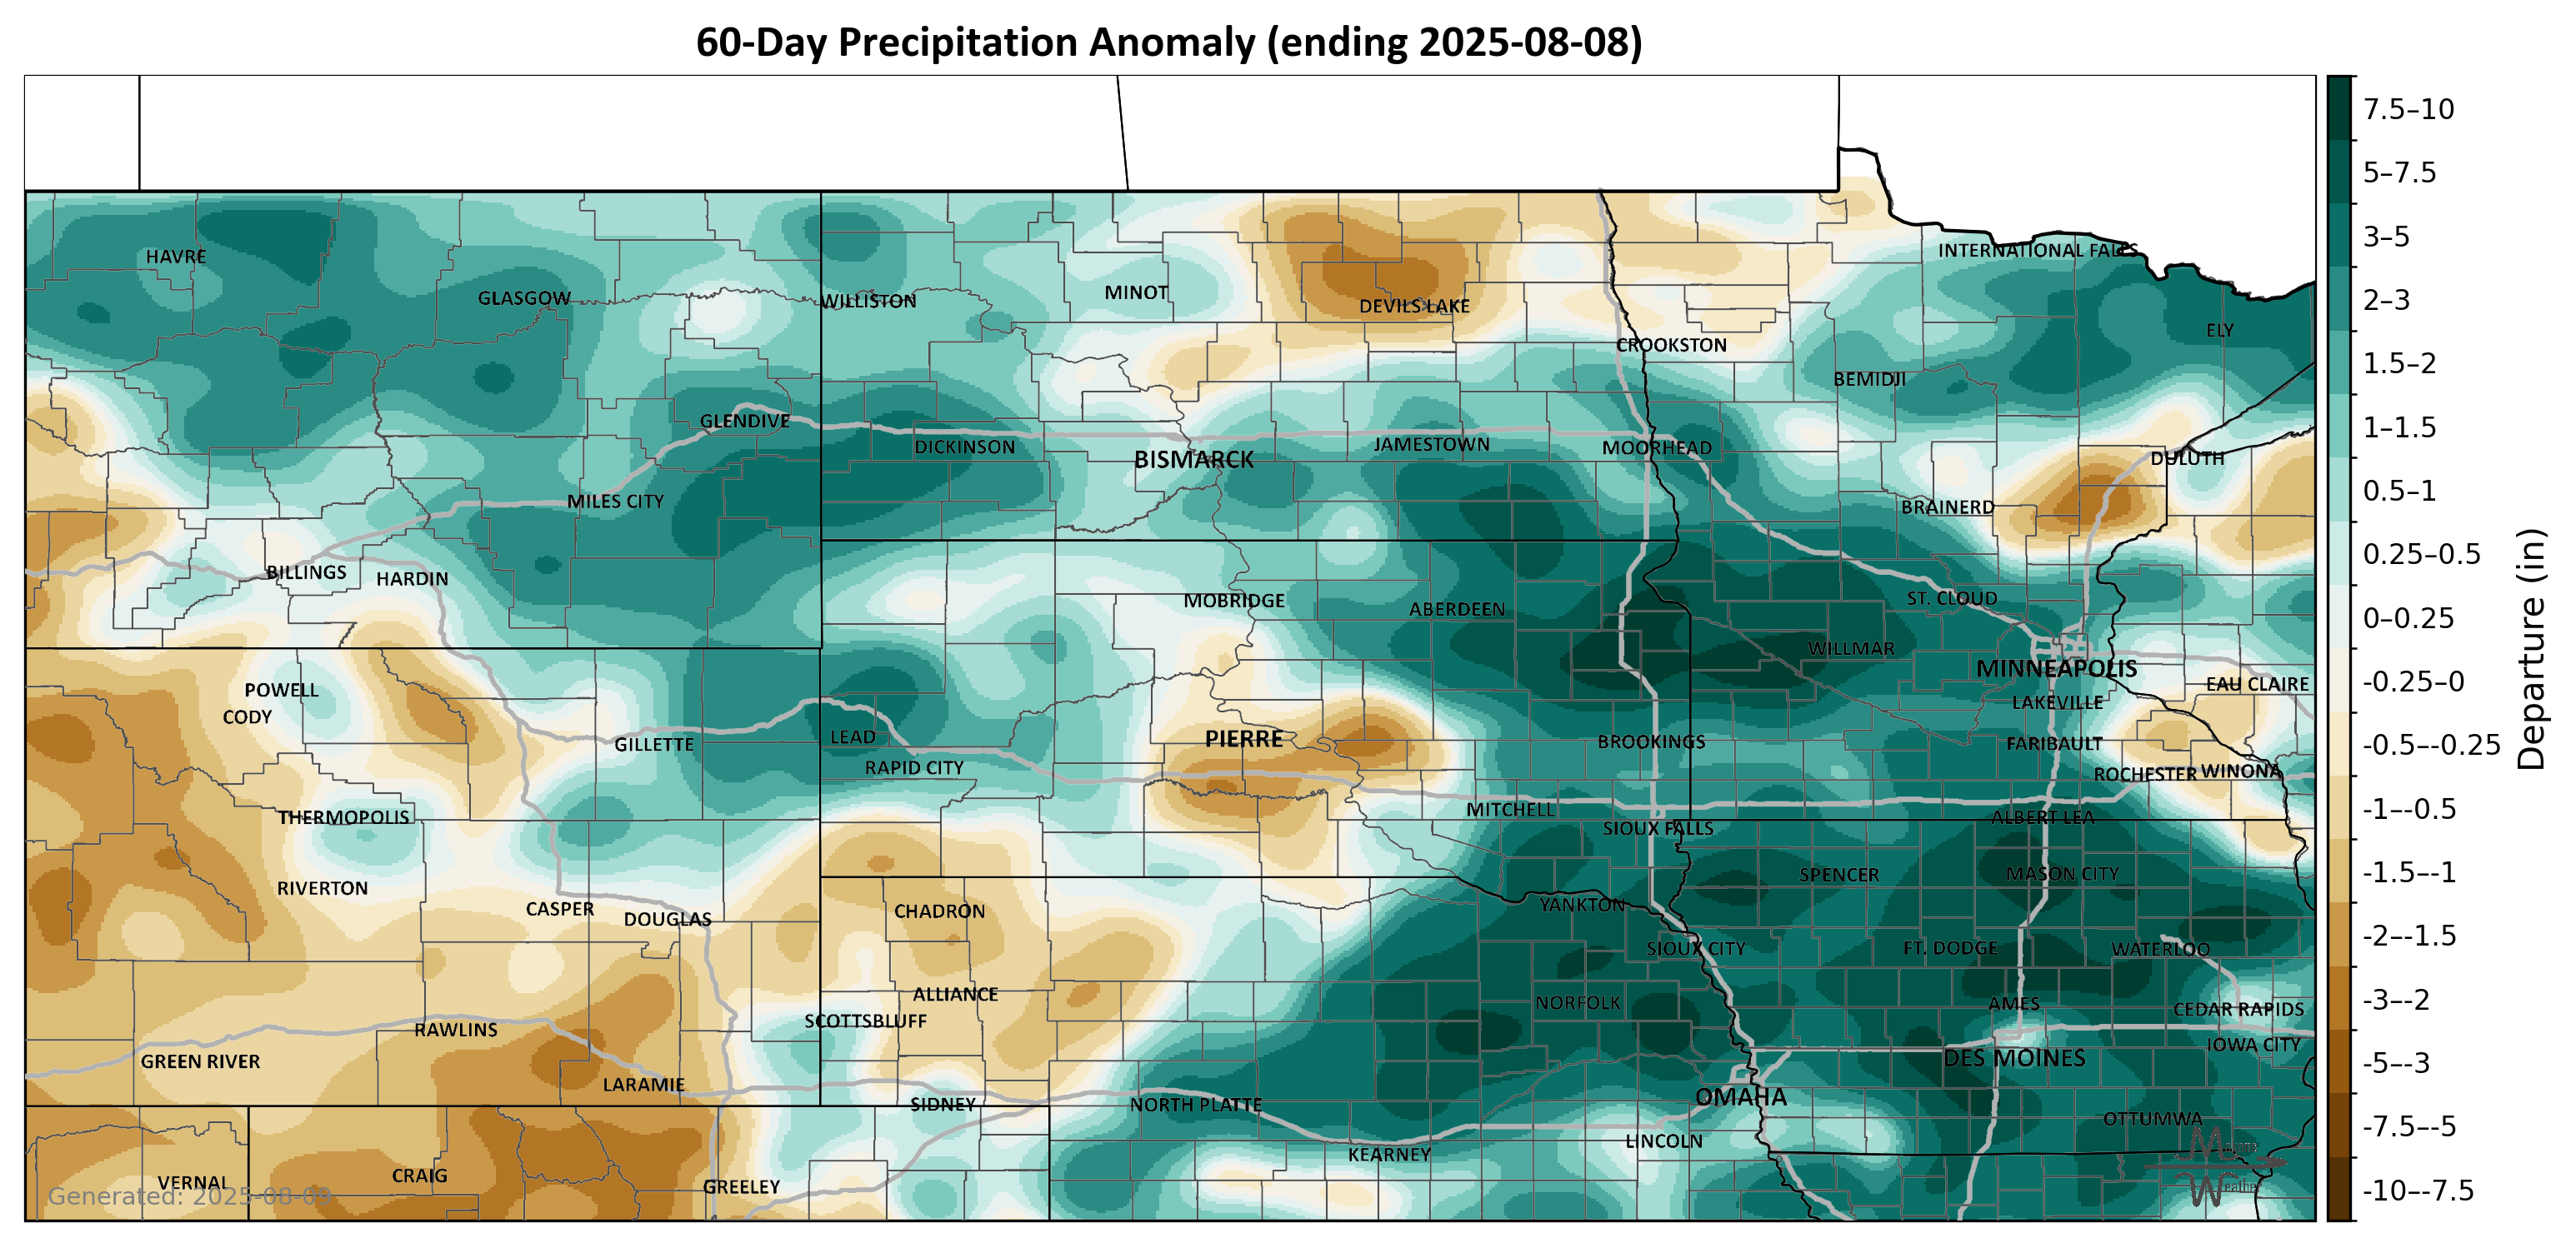 60-Day Precipitation Anomaly (ending 2025-08-08)
7.5–10
5–7.5
3–5
2–3
1.5–2
1–1.5
0.5–1
0.25–0.5
0–0.25
-0.25–0
-0.5–-0.25
-1–-0.5
-1.5–-1
-2–-1.5
-3–-2
-5–-3
-7.5–-5
-10–-7.5
Departure (in)
HAVRE
GLASGOW
WILLISTON
MINOT
DEVILS LAKE
INTERNATIONAL FALLS
ELY
CROOKSTON
BEMIDJI
GLENDIVE
DICKINSON
BISMARCK
JAMESTOWN
MOORHEAD
DULUTH
MILES CITY
BRAINERD
BILLINGS
HARDIN
MOBRIDGE
ABERDEEN
ST. CLOUD
WILLMAR
MINNEAPOLIS
POWELL
CODY
LAKEVILLE
EAU CLAIRE
GILLETTE
LEAD
PIERRE
BROOKINGS
FARIBAULT
RAPID CITY
ROCHESTER
WINONA
THERMOPOLIS
MITCHELL
SIOUX FALLS
ALBERT LEA
RIVERTON
SPENCER
MASON CITY
CASPER
DOUGLAS
CHADRON
YANKTON
SIOUX CITY
FT. DODGE
WATERLOO
ALLIANCE
NORFOLK
AMES
CEDAR RAPIDS
RAWLINS
SCOTTSBLUFF
IOWA CITY
GREEN RIVER
LARAMIE
DES MOINES
SIDNEY
NORTH PLATTE
OMAHA
OTTUMWA
LINCOLN
KEARNEY
VERNAL
CRAIG
GREELEY
Generated: 2025-08-09